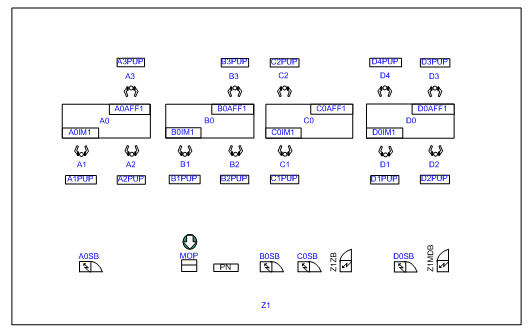 A3PUP B3PUP C2PUP D4PUP D3PUP
A3 B3 C2 D4 D3
A0AFF1 B0AFF1 C0AFF1 D0AFF1
A0 B0 C0 D0
A0IM1 B0IM1 C0IM1 D0IM1
A1 A2 B1 B2 C1 D1 D2
A1PUP A2PUP B1PUP B2PUP C1PUP D1PUP D2PUP
A0SB MOP B0SB C0SB Z1ZB D0SB Z1MDB
PN
Z1